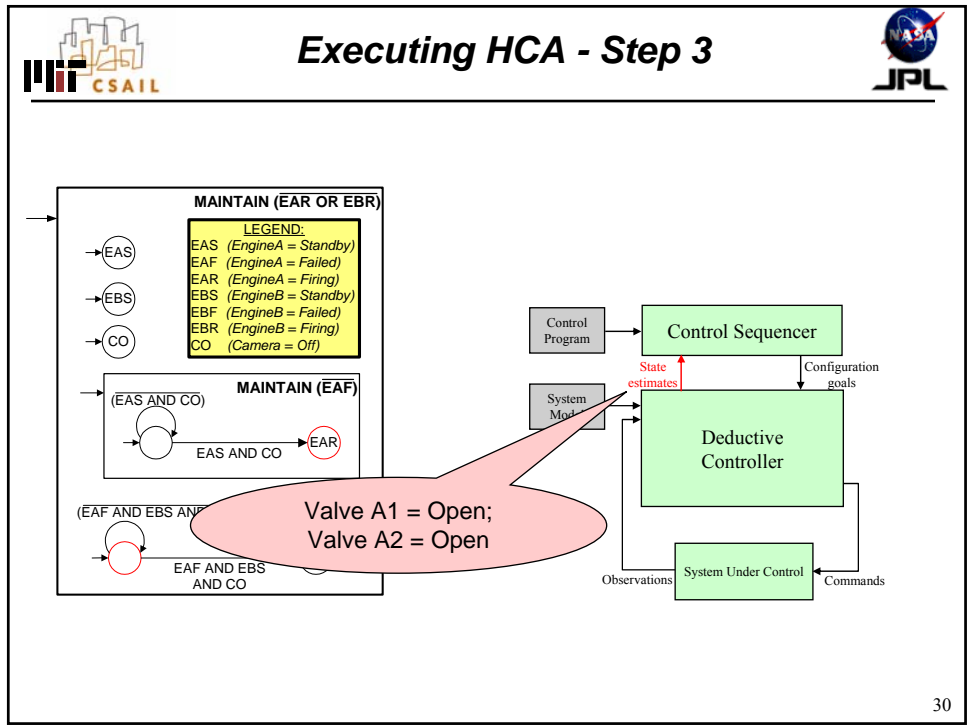 Executing HCA - Step 3
MIT
CSAIL
NASA
JPL
MAINTAIN (EAR OR EBR)
EAS
EBS
CO
LEGEND:
EAS (EngineA = Standby)
EAF (EngineA = Failed)
EAR (EngineA = Firing)
EBS (EngineB = Standby)
EBF (EngineB = Failed)
EBR (EngineB = Firing)
CO (Camera = Off)
MAINTAIN (EAF)
(EAS AND CO)
EAR
EAS AND CO
(EAF AND EBS AND
EAF AND EBS
AND CO
Valve A1 = Open;
Valve A2 = Open
Control
Program
Control Sequencer
State
estimates
Configuration
goals
System
Deductive
Controller
System Under Control
Observations
Commands
30